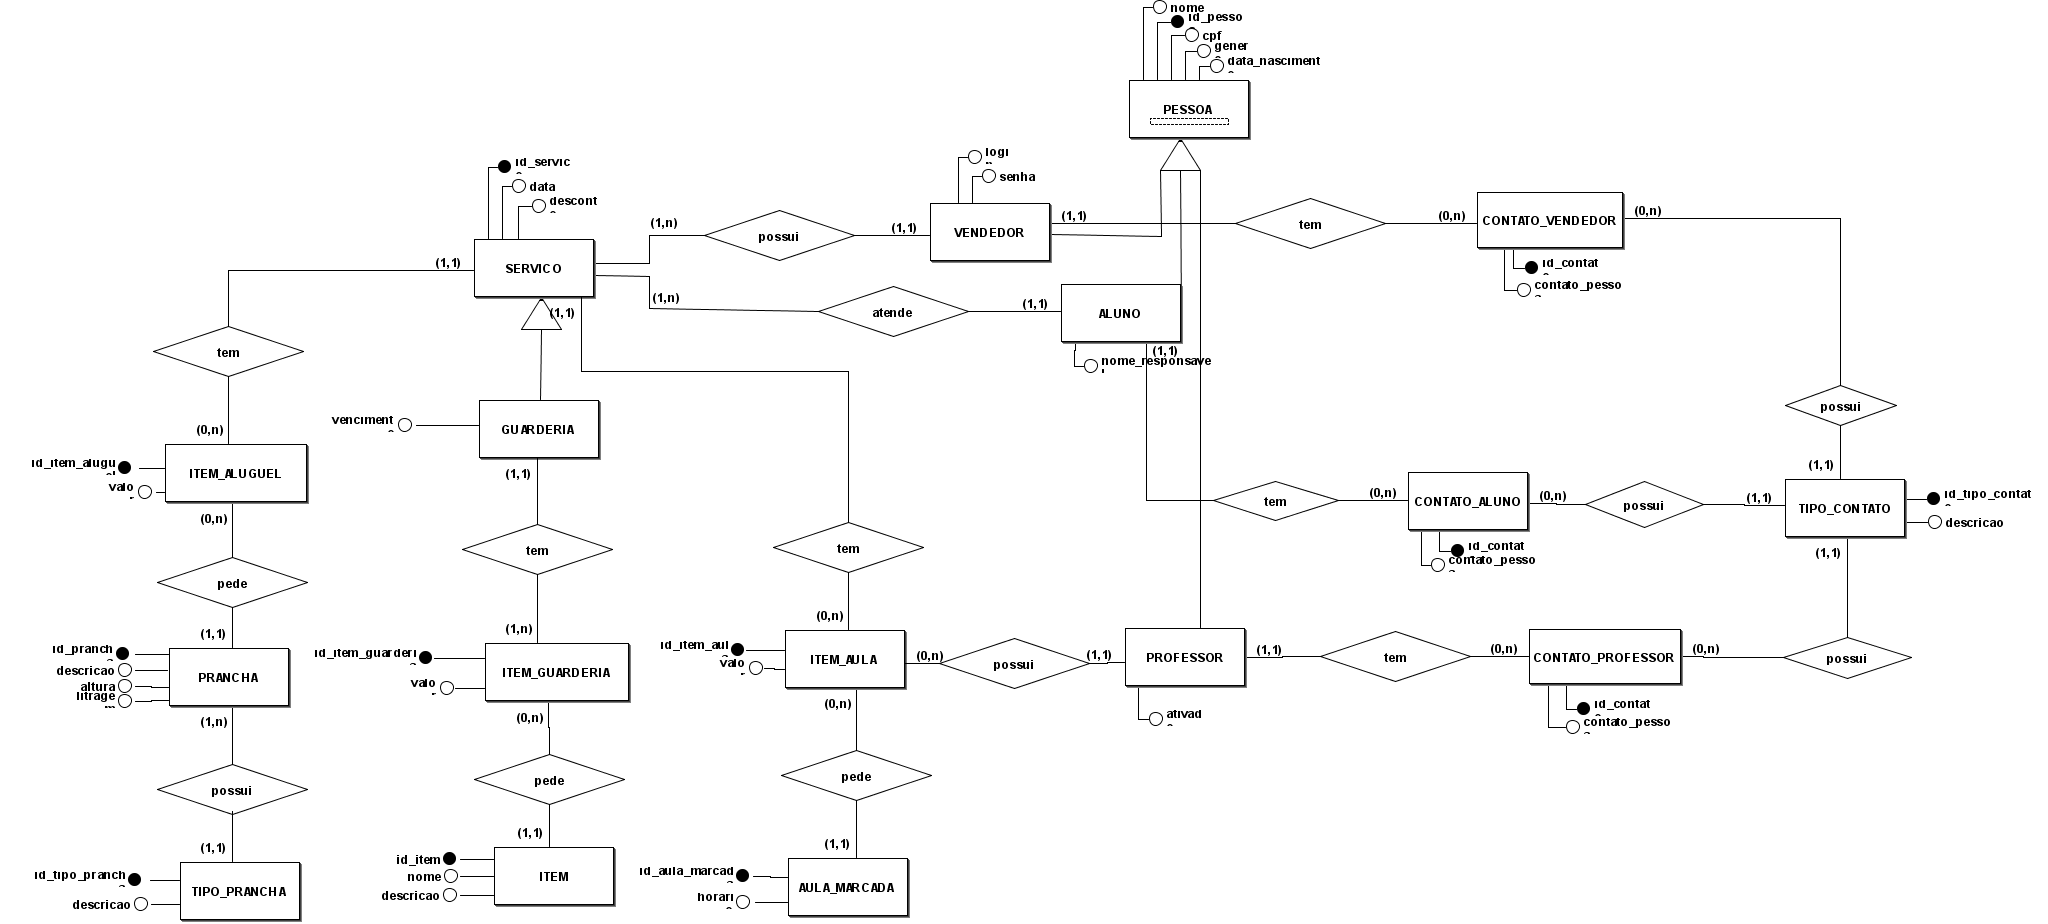 nome
id_pesso
cpf
gener
data_nasciment
PESSOA
id_servic
data
descont
SERVICO
(1,n)
possui
(1,1)
logi
senha
VENDEDOR
(1,1)
tem
(0,n)
CONTATO_VENDEDOR
(0,n)
id_contat
contato_pesso
(1,1)
(1,n)
atende
(1,1)
ALUNO
(1,1)
nome_responsave
(1,1)
tem
(0,n)
venciment
GUARDERIA
(1,1)
possui
(1,1)
id_item_alugu
valo
ITEM_ALUGUEL
(0,n)
pede
(1,1)
tem
(1,n)
tem
(0,n)
tem
(0,n)
CONTATO_ALUNO
(0,n)
possui
(1,1)
TIPO_CONTATO
id_tipo_contat
descricao
id_contat
contato_pesso
(1,1)
id_pranch
descricao
altura
litrage
PRANCHA
(1,n)
id_item_guarderi
valo
ITEM_GUARDERIA
(0,n)
id_item_aul
valo
ITEM_AULA
(0,n)
possui
(1,1)
PROFESSOR
(1,1)
tem
(0,n)
CONTATO_PROFESSOR
(0,n)
possui
ativad
id_contat
contato_pesso
(0,n)
possui
(1,1)
pede
(1,1)
pede
(1,1)
id_tipo_pranch
descricao
TIPO_PRANCHA
id_item
nome
descricao
ITEM
id_aula_marcad
horari
AULA_MARCADA